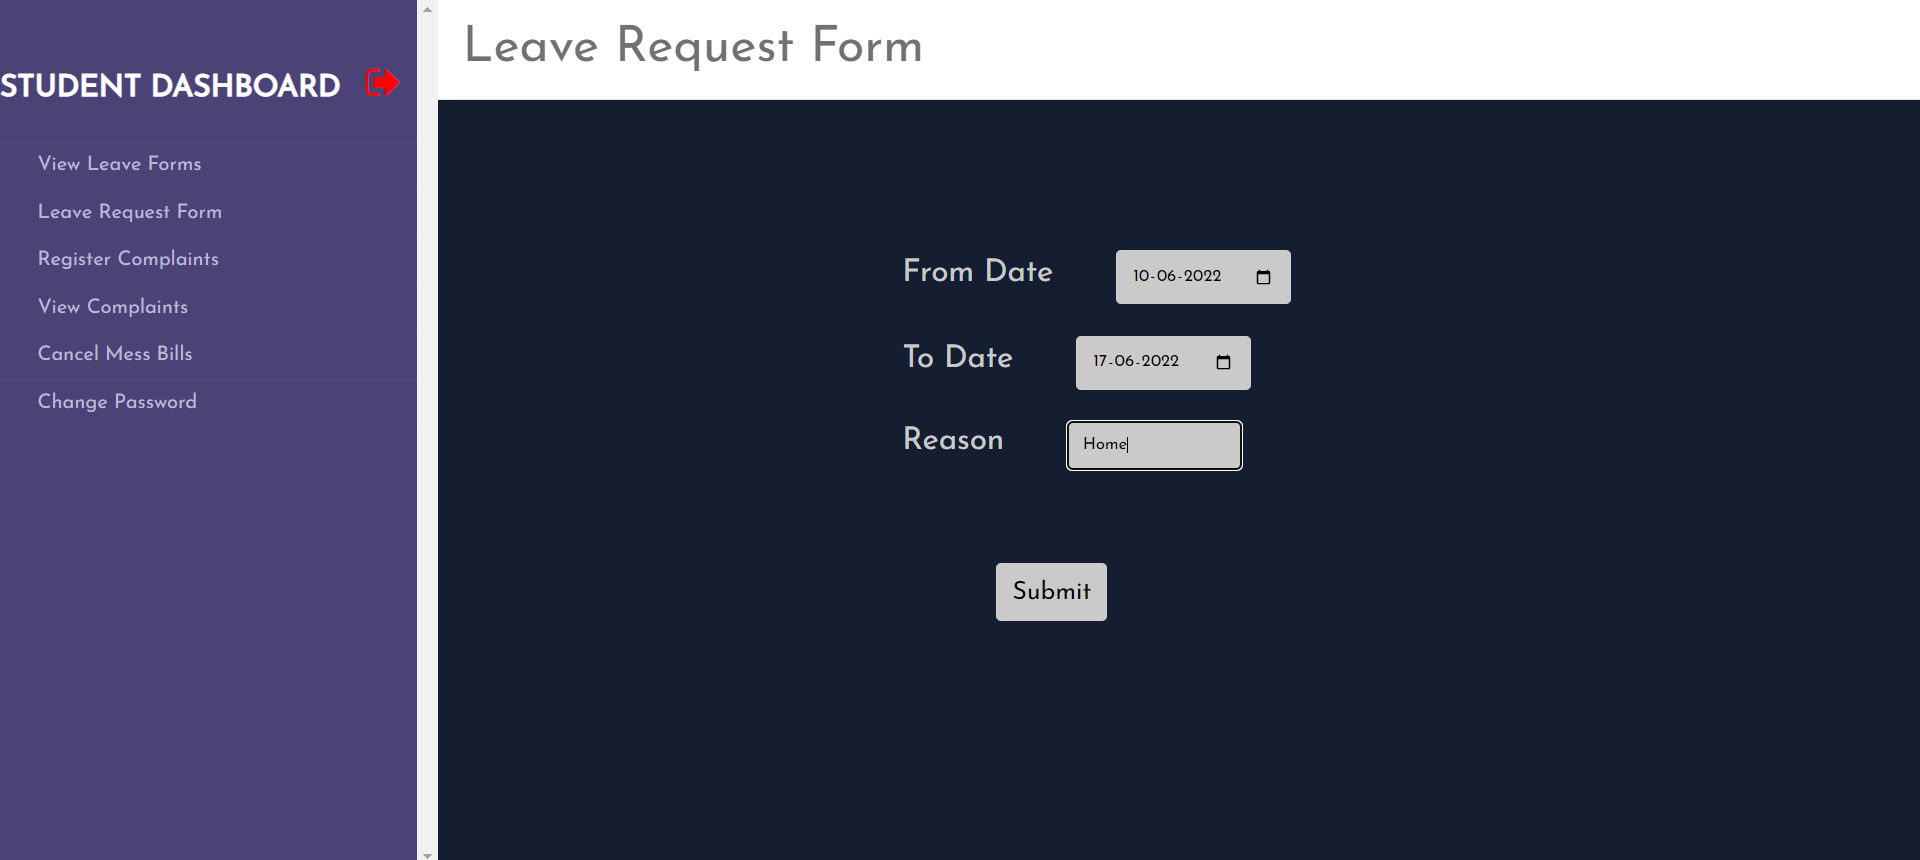 STUDENT DASHBOARD
View Leave Forms
Leave Request Form
Register Complaints
View Complaints
Cancel Mess Bills
Change Password
Leave Request Form
From Date 10-06-2022
To Date 17-06-2022
Reason Home
Submit